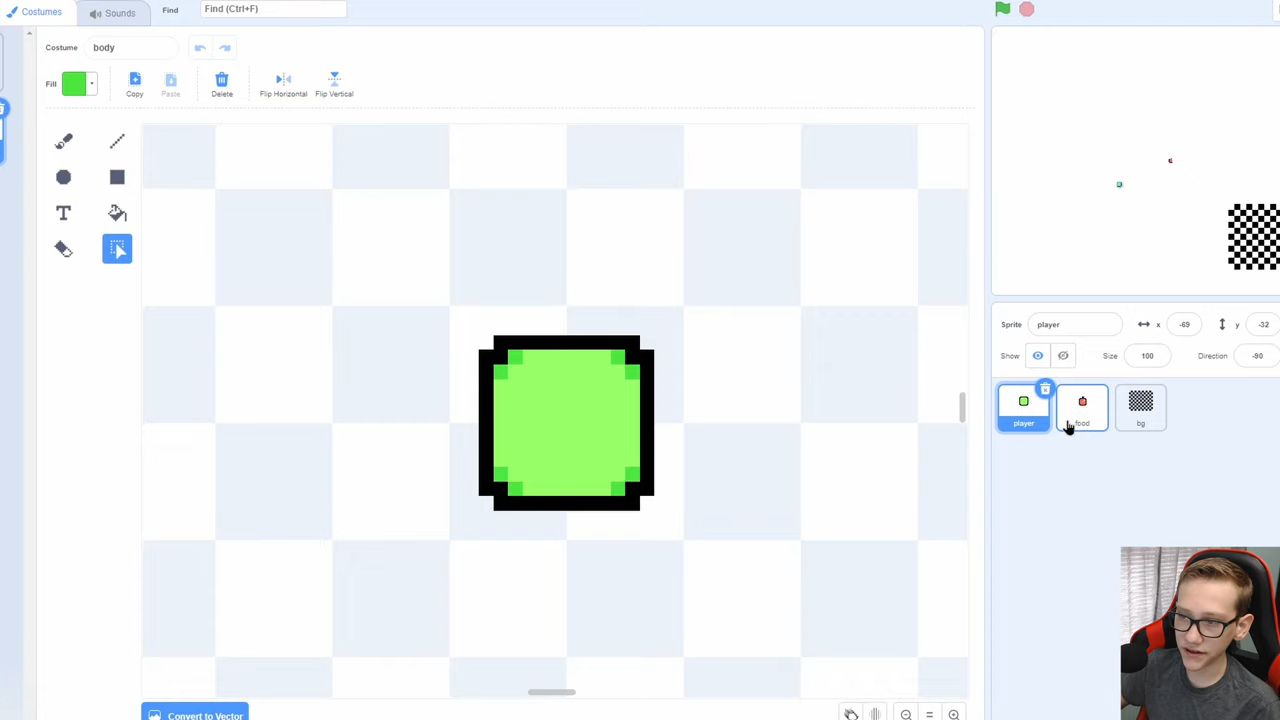 Costumes
Sounds
Find
Find (Ctrl+F)
Costume
body
Fill
Copy
Paste
Delete
Flip Horizontal
Flip Vertical
T
Convert to Vector
Sprite
player
x
-69
y
-32
Show
Size
100
Direction
-90
player
food
bg